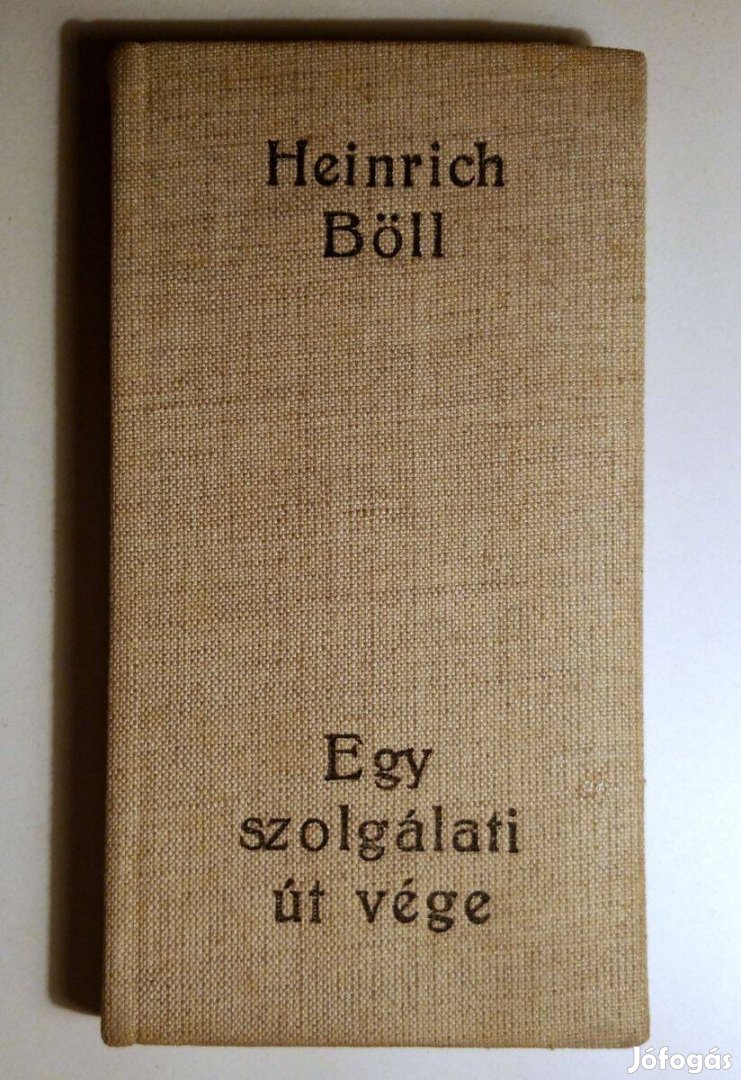 Heinrich
Böll
Egy
szolgálati
út vége
Jófogás